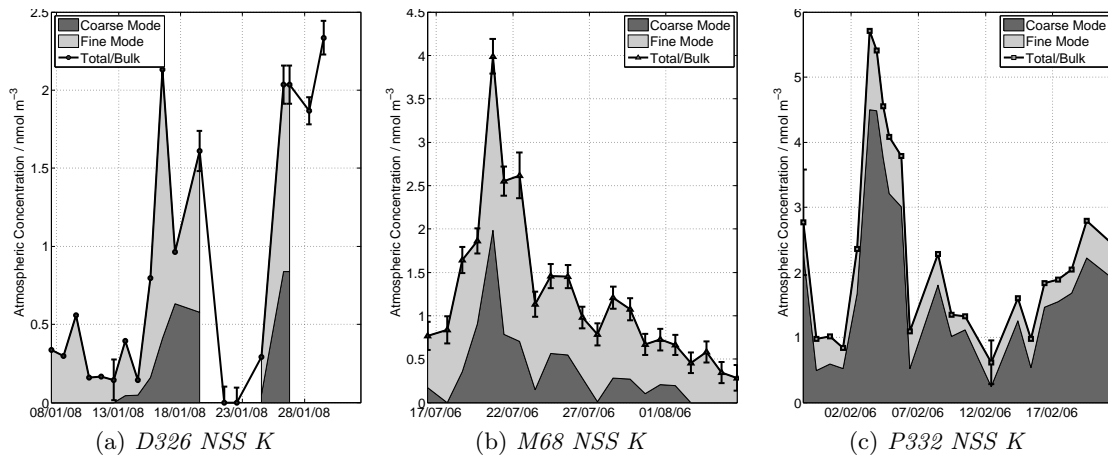 2.5
2
1.5
1
0.5
0
Atmospheric Concentration / nmol m−3
Coarse Mode
Fine Mode
Total/Bulk
08/01/08 13/01/08 18/01/08 23/01/08 28/01/08
(a) D326 NSS K
4.5
4
3.5
3
2.5
2
1.5
1
0.5
0
Atmospheric Concentration / nmol m−3
Coarse Mode
Fine Mode
Total/Bulk
17/07/06 22/07/06 27/07/06 01/08/06
(b) M68 NSS K
6
5
4
3
2
1
0
Atmospheric Concentration / nmol m−3
Coarse Mode
Fine Mode
Total/Bulk
02/02/06 07/02/06 12/02/06 17/02/06
(c) P332 NSS K